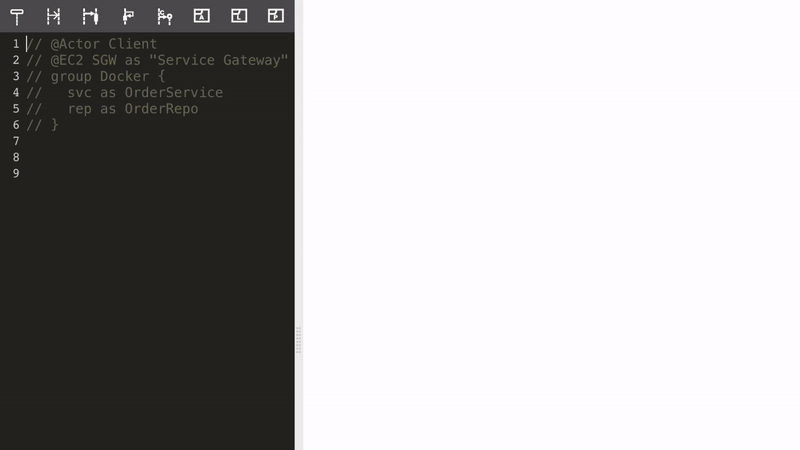 1 // @Actor Client
2 // @EC2 SGW as "Service Gateway"
3 // group Docker {
4 //   svc as OrderService
5 //   rep as OrderRepo
6 // }
7
8
9